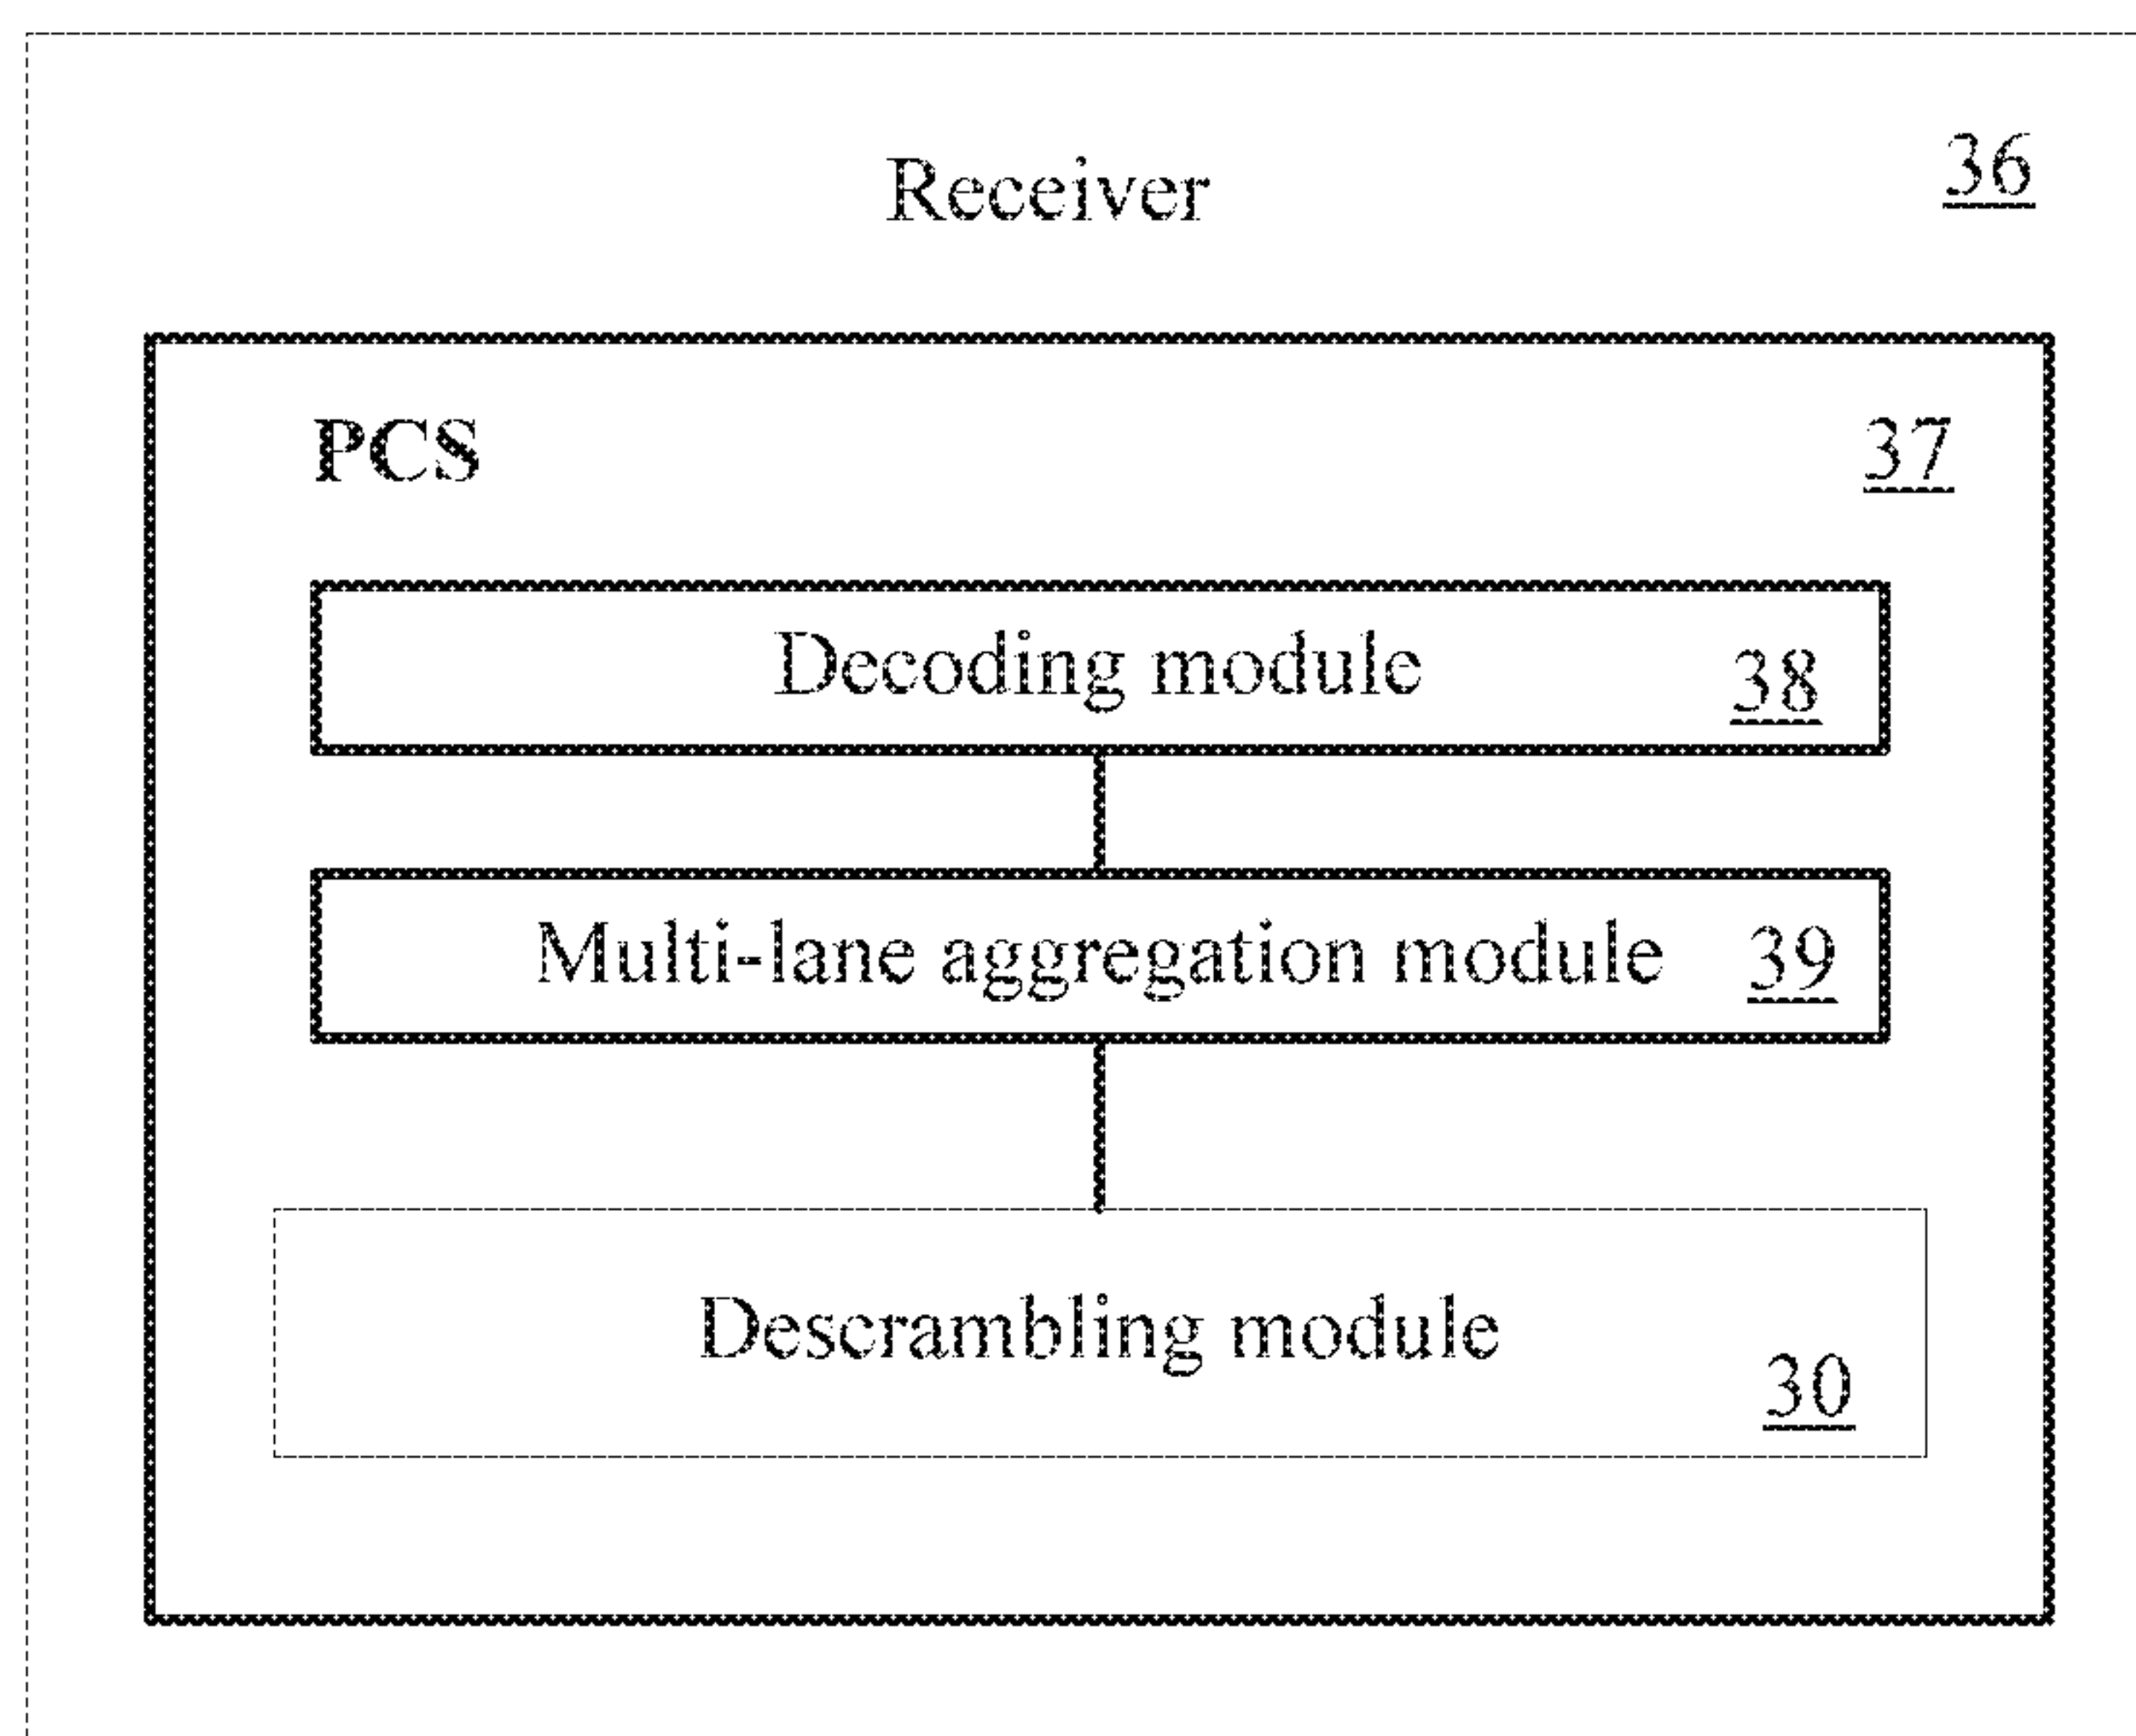 Receiver 36
PCS 37
Decoding module 38
Multi-lane aggregation module 39
Descrambling module 30